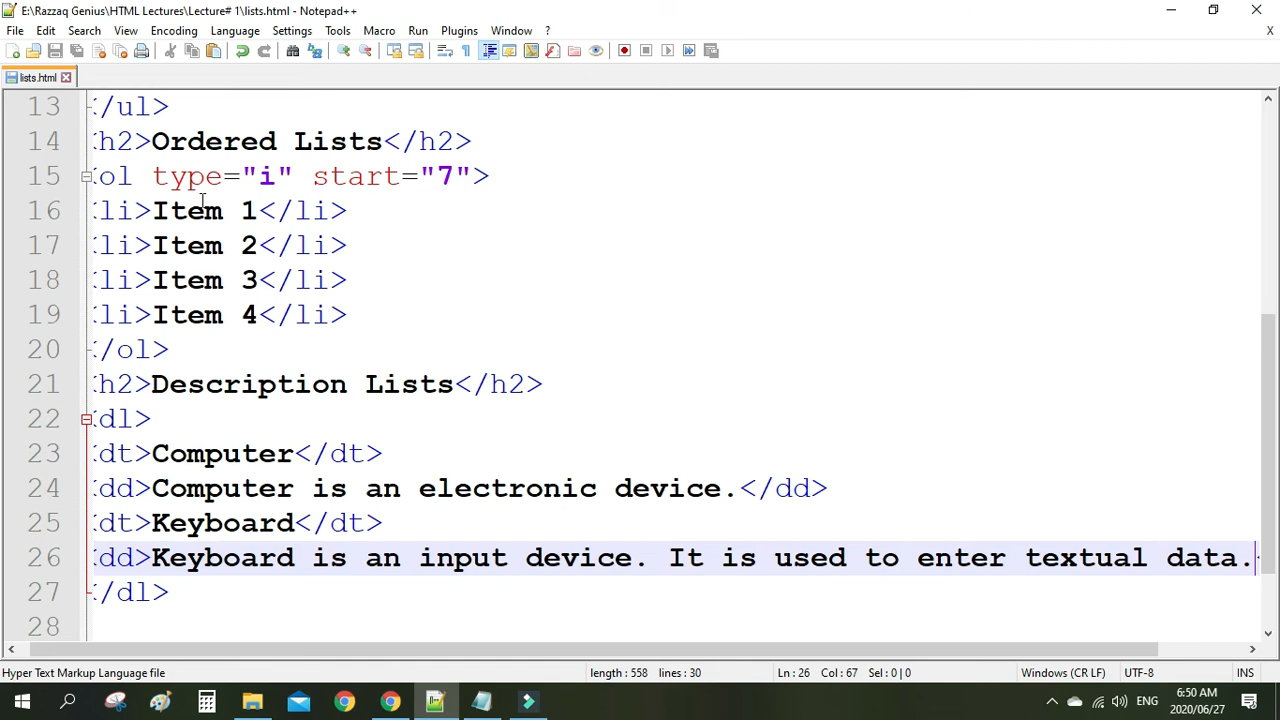 E:\Razzaq Genius\HTML Lectures\Lecture# 1\lists.html - Notepad++
File Edit Search View Encoding Language Settings Tools Macro Run Plugins Window ? X
lists.html
13 </ul>
14 <h2>Ordered Lists</h2>
15 <ol type="i" start="7">
16 <li>Item 1</li>
17 <li>Item 2</li>
18 <li>Item 3</li>
19 <li>Item 4</li>
20 </ol>
21 <h2>Description Lists</h2>
22 <dl>
23 <dt>Computer</dt>
24 <dd>Computer is an electronic device.</dd>
25 <dt>Keyboard</dt>
26 <dd>Keyboard is an input device. It is used to enter textual data.<
27 </dl>
28
Hyper Text Markup Language file length : 558 lines : 30 Ln : 26 Col : 67 Sel : 0 | 0 Windows (CR LF) UTF-8 INS
ENG 6:50 AM
2020/06/27